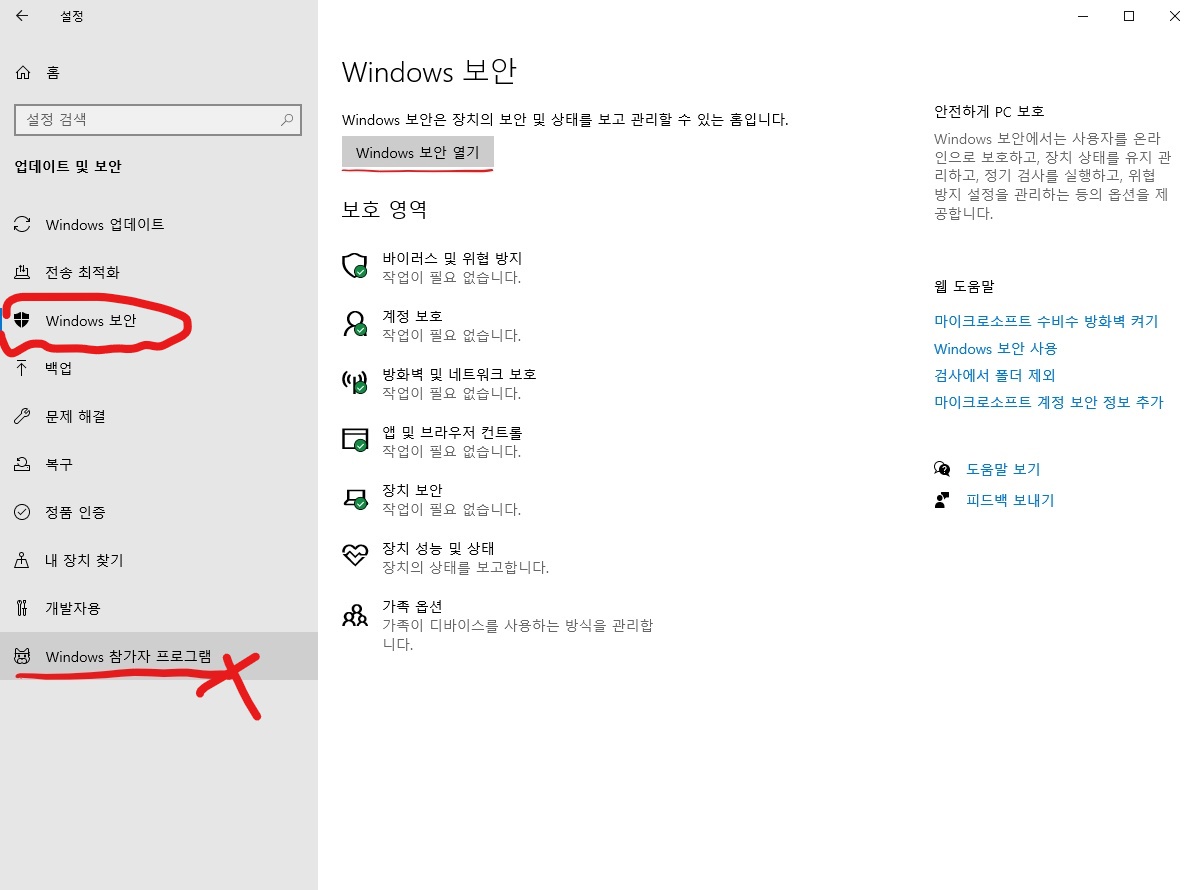 설정
홈
설정 검색
업데이트 및 보안
Windows 업데이트
전송 최적화
Windows 보안
백업
문제 해결
복구
정품 인증
내 장치 찾기
개발자용
Windows 참가자 프로그램
Windows 보안
Windows 보안은 장치의 보안 및 상태를 보고 관리할 수 있는 홈입니다.
Windows 보안 열기
보호 영역
바이러스 및 위협 방지
작업이 필요 없습니다.
계정 보호
작업이 필요 없습니다.
방화벽 및 네트워크 보호
작업이 필요 없습니다.
앱 및 브라우저 컨트롤
작업이 필요 없습니다.
장치 보안
작업이 필요 없습니다.
장치 성능 및 상태
장치의 상태를 보고합니다.
가족 옵션
가족이 디바이스를 사용하는 방식을 관리합
니다.
안전하게 PC 보호
Windows 보안에서는 사용자를 온라
인으로 보호하고, 장치 상태를 유지 관
리하고, 정기 검사를 실행하고, 위협
방지 설정을 관리하는 등의 옵션을 제
공합니다.
웹 도움말
마이크로소프트 수비수 방화벽 켜기
Windows 보안 사용
검사에서 폴더 제외
마이크로소프트 계정 보안 정보 추가
도움말 보기
피드백 보내기